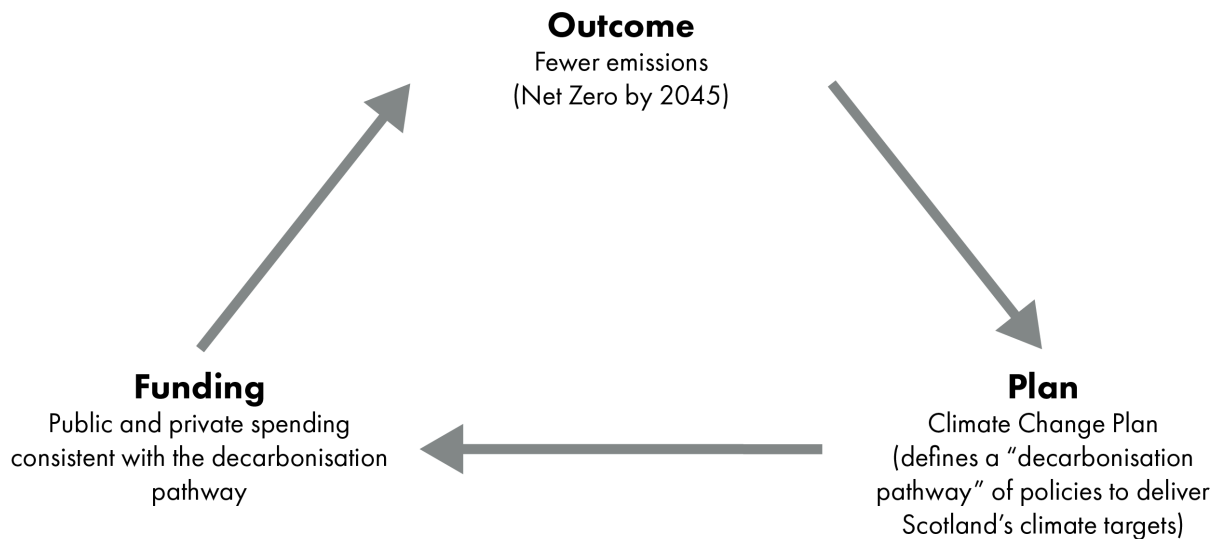 Outcome
Fewer emissions
(Net Zero by 2045)
Funding
Public and private spending
consistent with the decarbonisation
pathway
Plan
Climate Change Plan
(defines a “decarbonisation
pathway” of policies to deliver
Scotland’s climate targets)